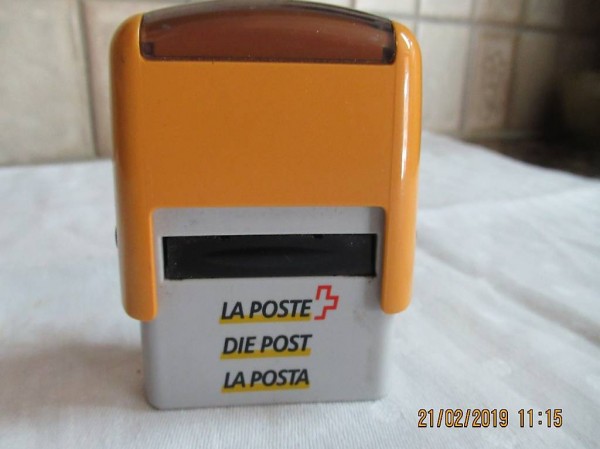 LA POSTE
DIE POST
LA POSTA
21/02/2019 11:15